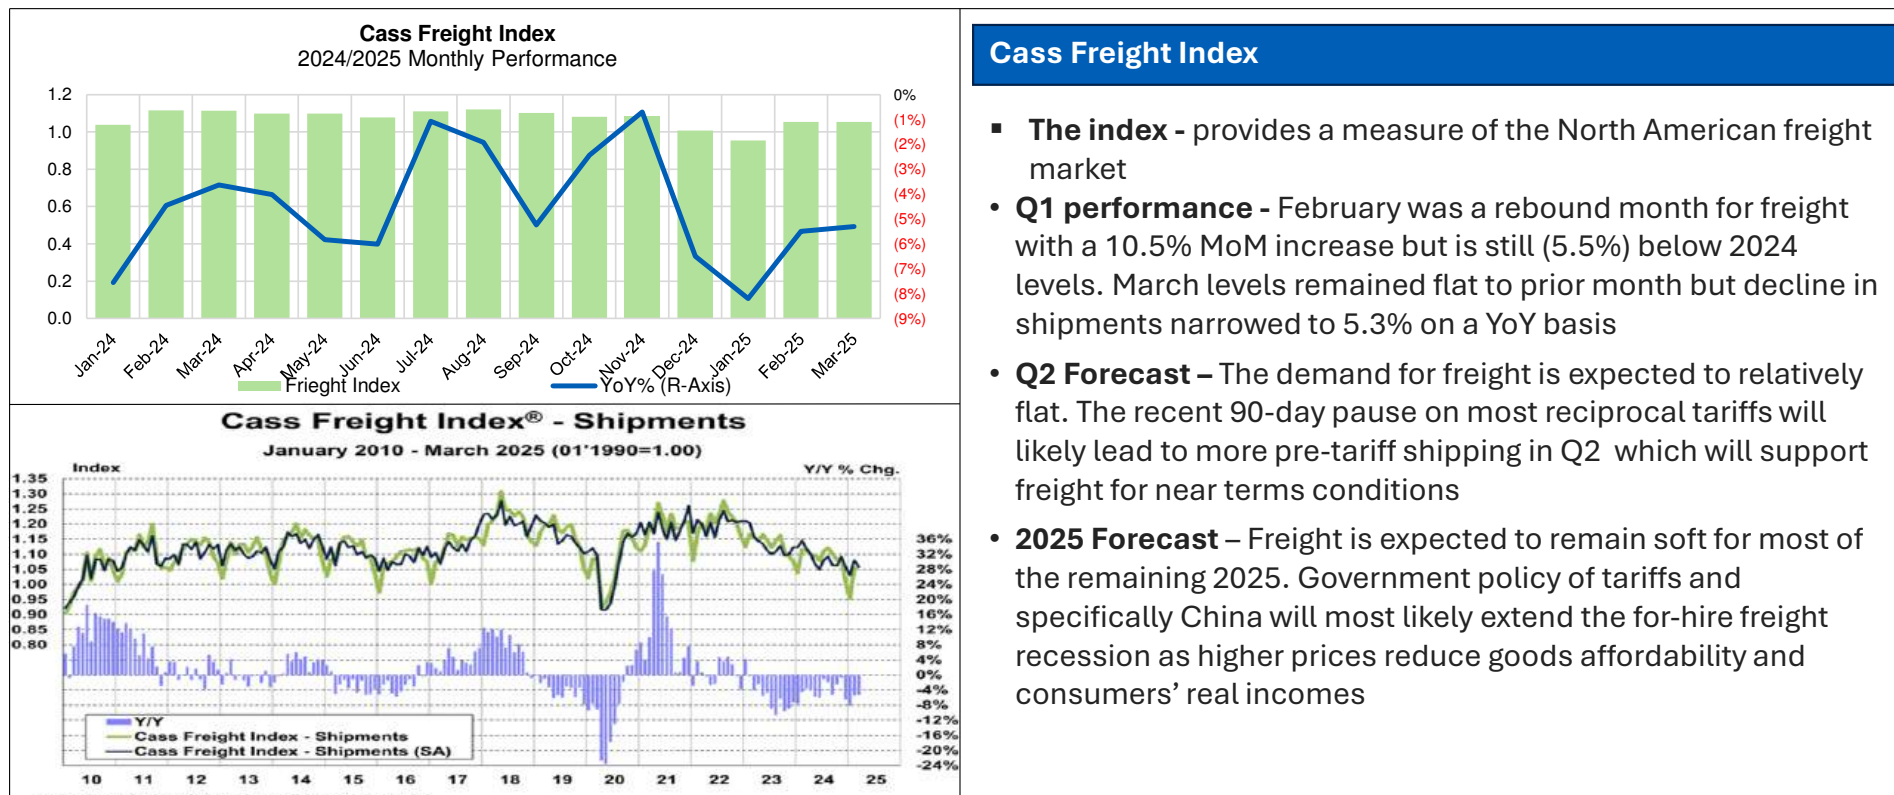 Cass Freight Index
2024/2025 Monthly Performance
1.2
1.0
0.8
0.6
0.4
0.2
0.0
0%
(1%)
(2%)
(3%)
(4%)
(5%)
(6%)
(7%)
(8%)
(9%)
Jan-24
Feb-24
Mar-24
Apr-24
May-24
Jun-24
Jul-24
Aug-24
Sep-24
Oct-24
Nov-24
Dec-24
Jan-25
Feb-25
Mar-25
Frieght Index
YoY% (R-Axis)
Cass Freight Index® - Shipments
January 2010 - March 2025 (01'1990=1.00)
Index
Y/Y % Chg.
1.35
1.30
1.25
1.20
1.15
1.10
1.05
1.00
0.95
0.90
0.85
0.80
36%
32%
28%
24%
20%
16%
12%
8%
4%
0%
-4%
-8%
-12%
-16%
-20%
-24%
Y/Y
Cass Freight Index - Shipments
Cass Freight Index - Shipments (SA)
10 11 12 13 14 15 16 17 18 19 20 21 22 23 24 25
Cass Freight Index
▪ The index - provides a measure of the North American freight
market
• Q1 performance - February was a rebound month for freight
with a 10.5% MoM increase but is still (5.5%) below 2024
levels. March levels remained flat to prior month but decline in
shipments narrowed to 5.3% on a YoY basis
• Q2 Forecast – The demand for freight is expected to relatively
flat. The recent 90-day pause on most reciprocal tariffs will
likely lead to more pre-tariff shipping in Q2 which will support
freight for near terms conditions
• 2025 Forecast – Freight is expected to remain soft for most of
the remaining 2025. Government policy of tariffs and
specifically China will most likely extend the for-hire freight
recession as higher prices reduce goods affordability and
consumers’ real incomes